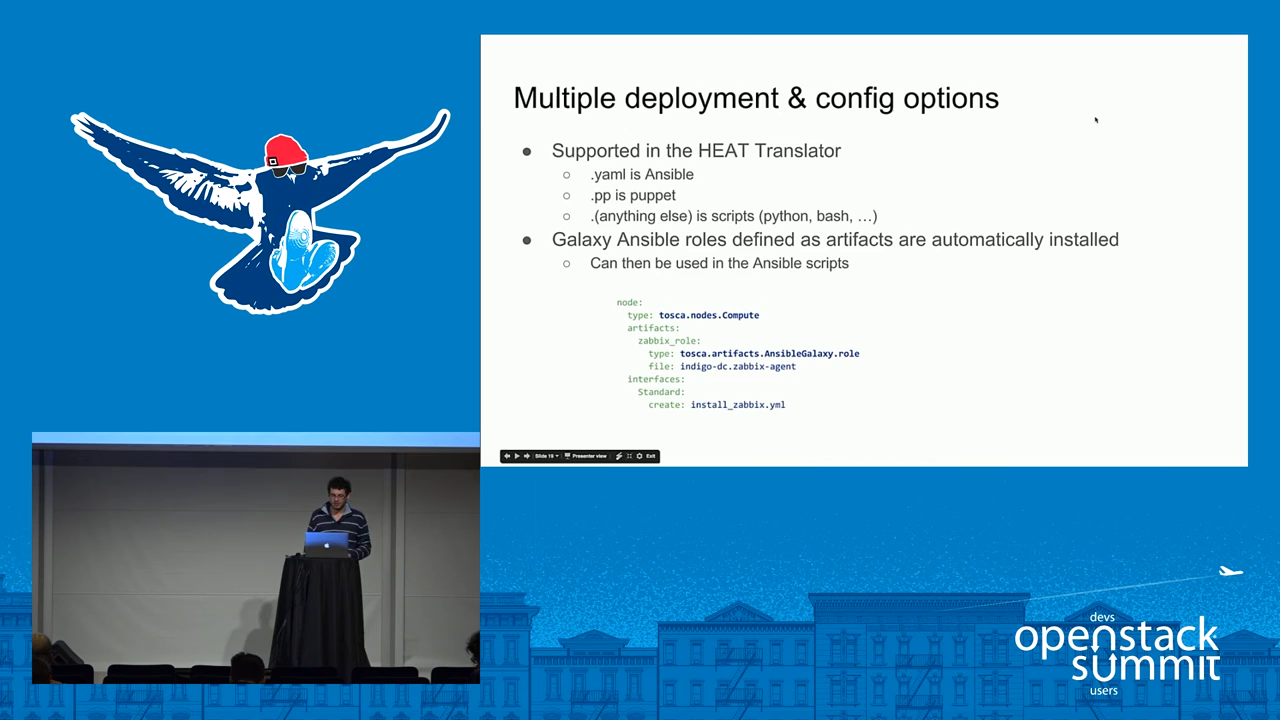 Multiple deployment & config options
● Supported in the HEAT Translator
○ .yaml is Ansible
○ .pp is puppet
○ .(anything else) is scripts (python, bash, …)
● Galaxy Ansible roles defined as artifacts are automatically installed
○ Can then be used in the Ansible scripts
node:
type: tosca.nodes.Compute
artifacts:
zabbix_role:
type: tosca.artifacts.AnsibleGalaxy.role
file: indigo-dc.zabbix-agent
interfaces:
Standard:
create: install_zabbix.yml
Slide 19 Presenter view Exit
devs
openstack
summit
users